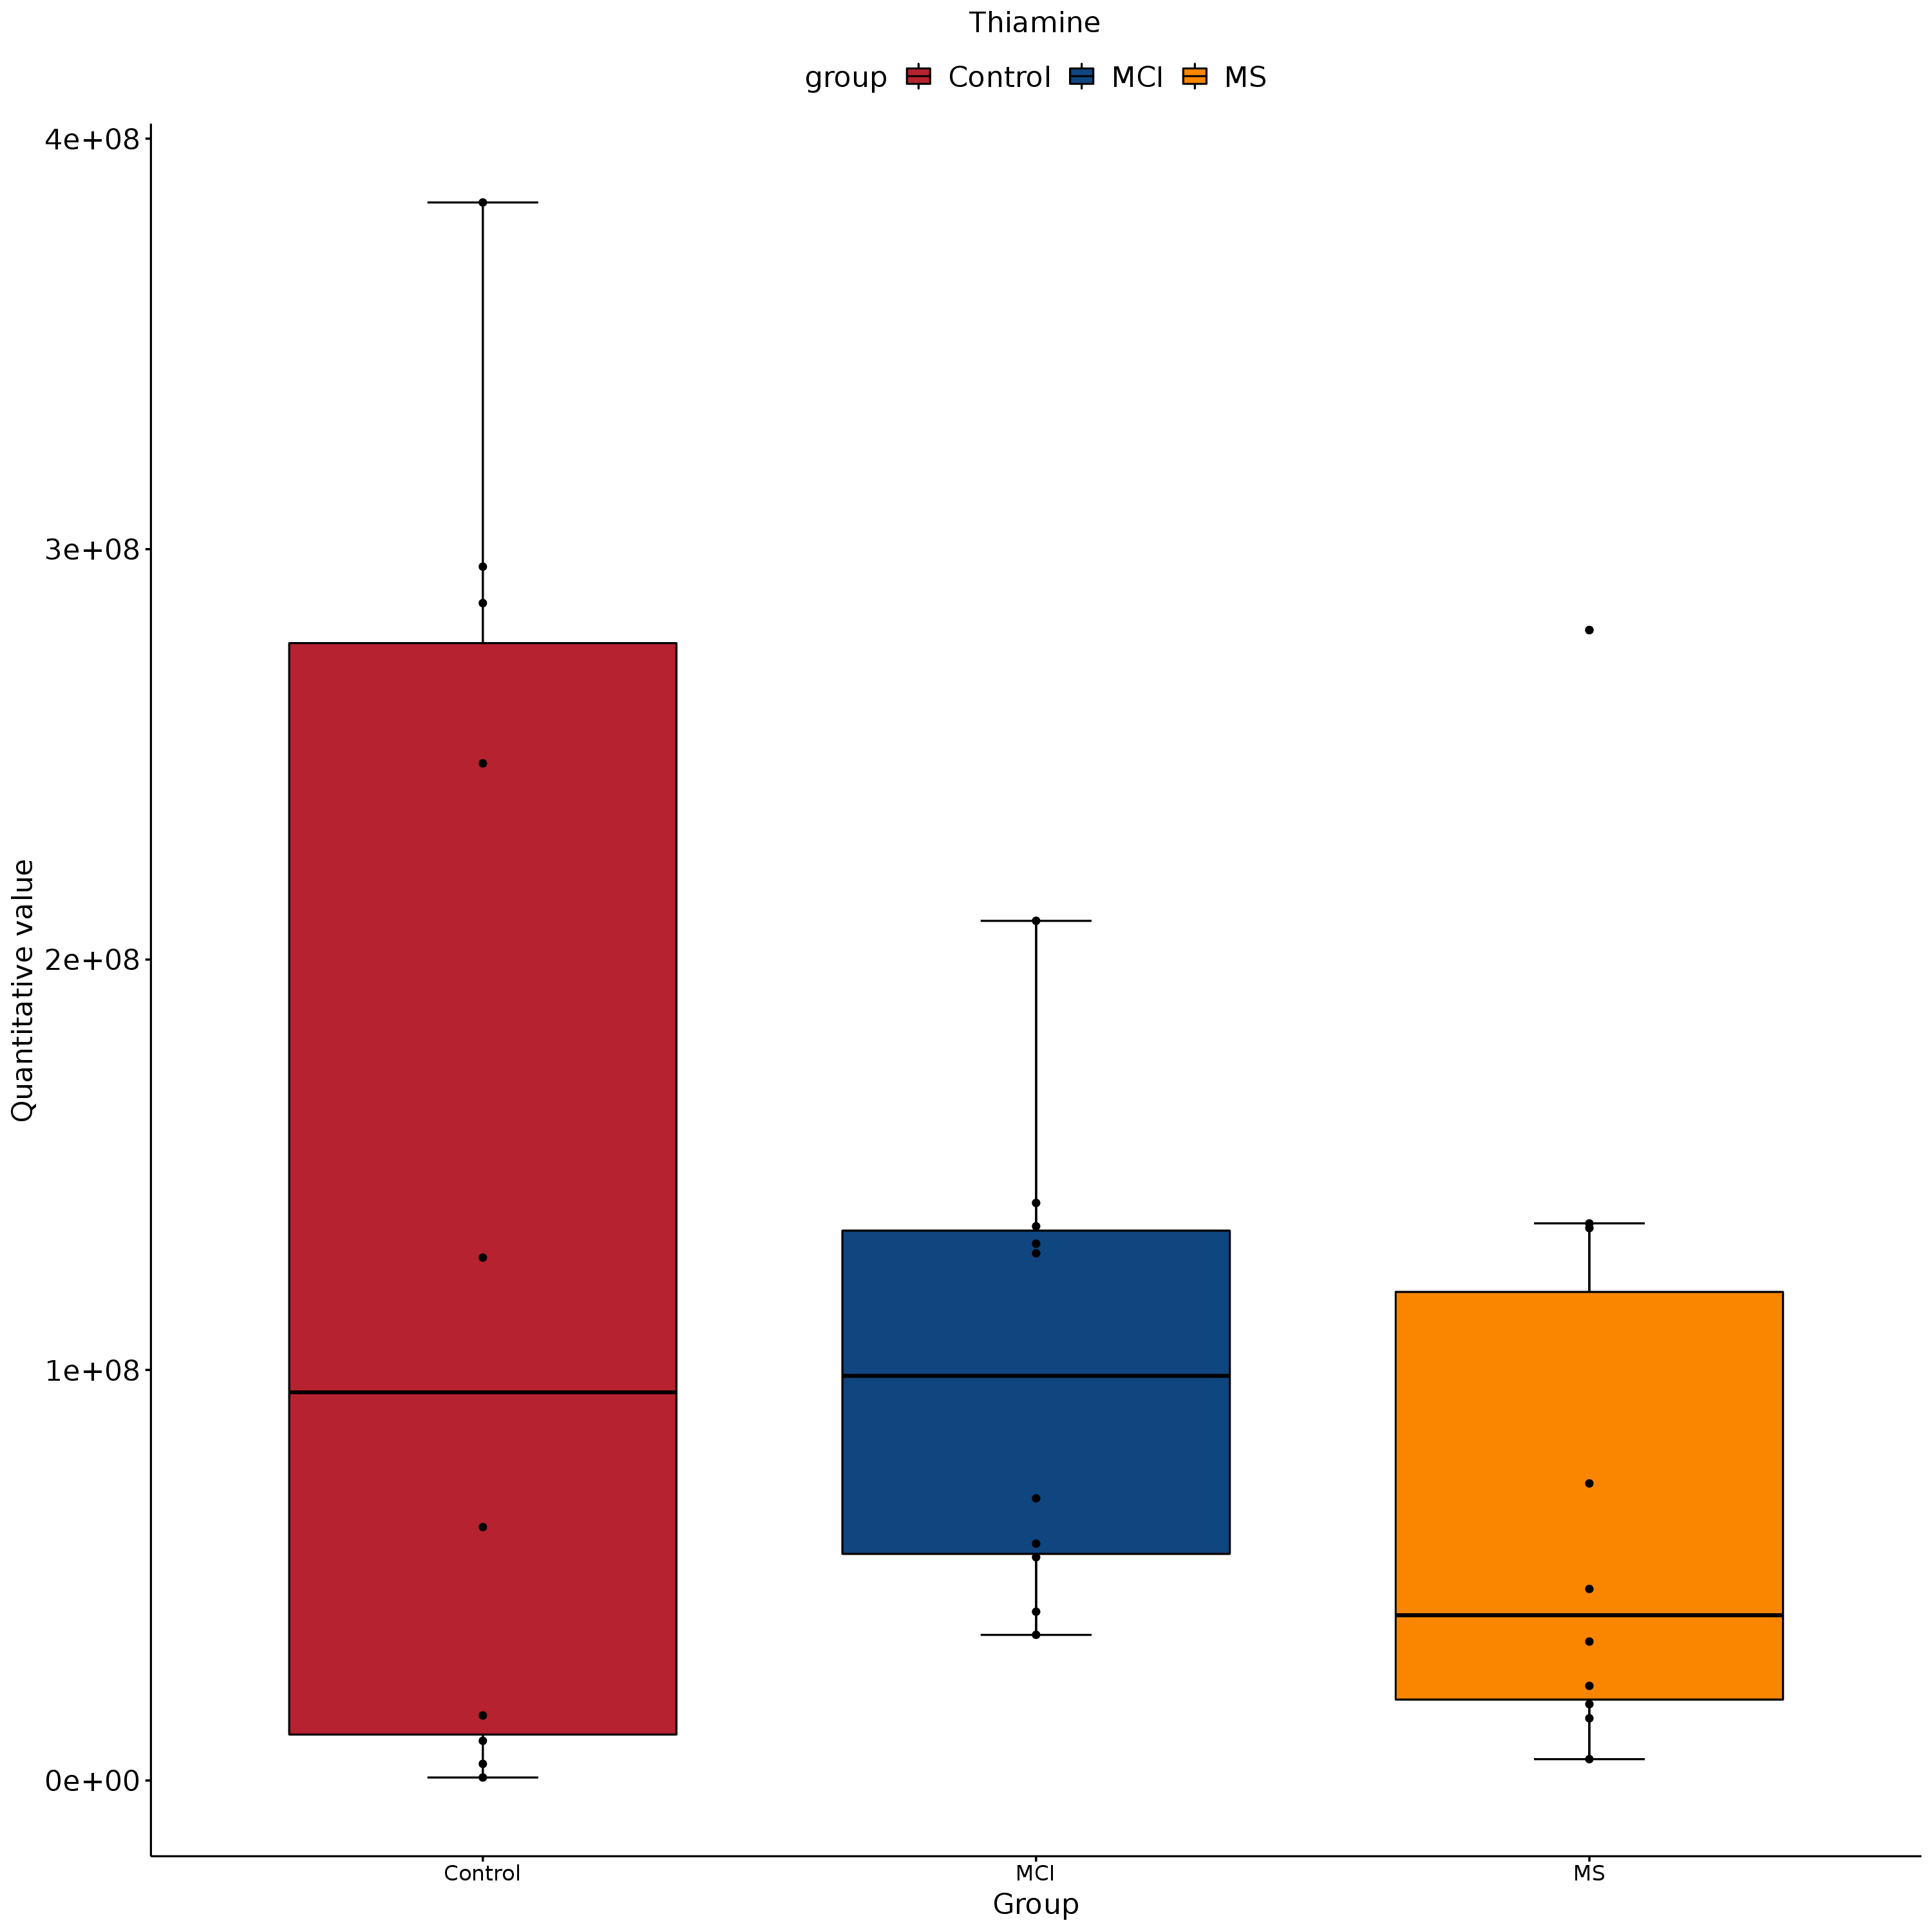 Thiamine
group Control MCI MS
4e+08
3e+08
2e+08
1e+08
0e+00
Quantitative value
Control MCI MS
Group